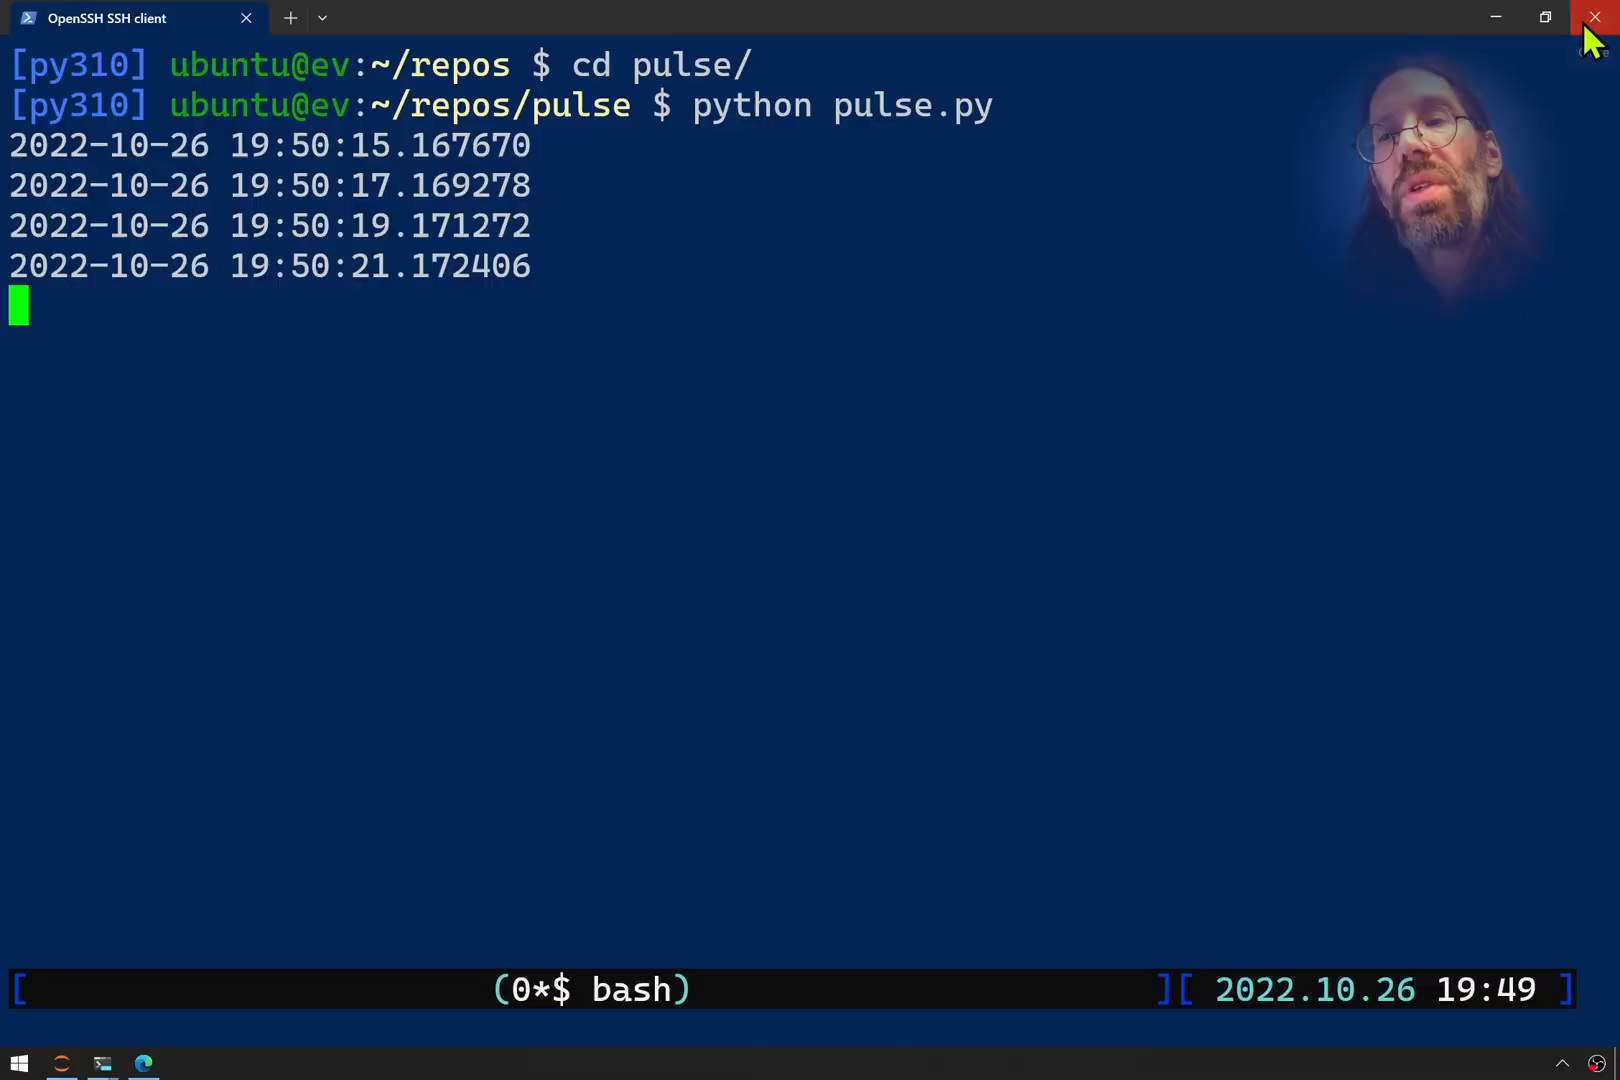 OpenSSH SSH client
[py310] ubuntu@ev:~/repos $ cd pulse/
[py310] ubuntu@ev:~/repos/pulse $ python pulse.py
2022-10-26 19:50:15.167670
2022-10-26 19:50:17.169278
2022-10-26 19:50:19.171272
2022-10-26 19:50:21.172406
[ (0*$ bash) ][ 2022.10.26 19:49 ]